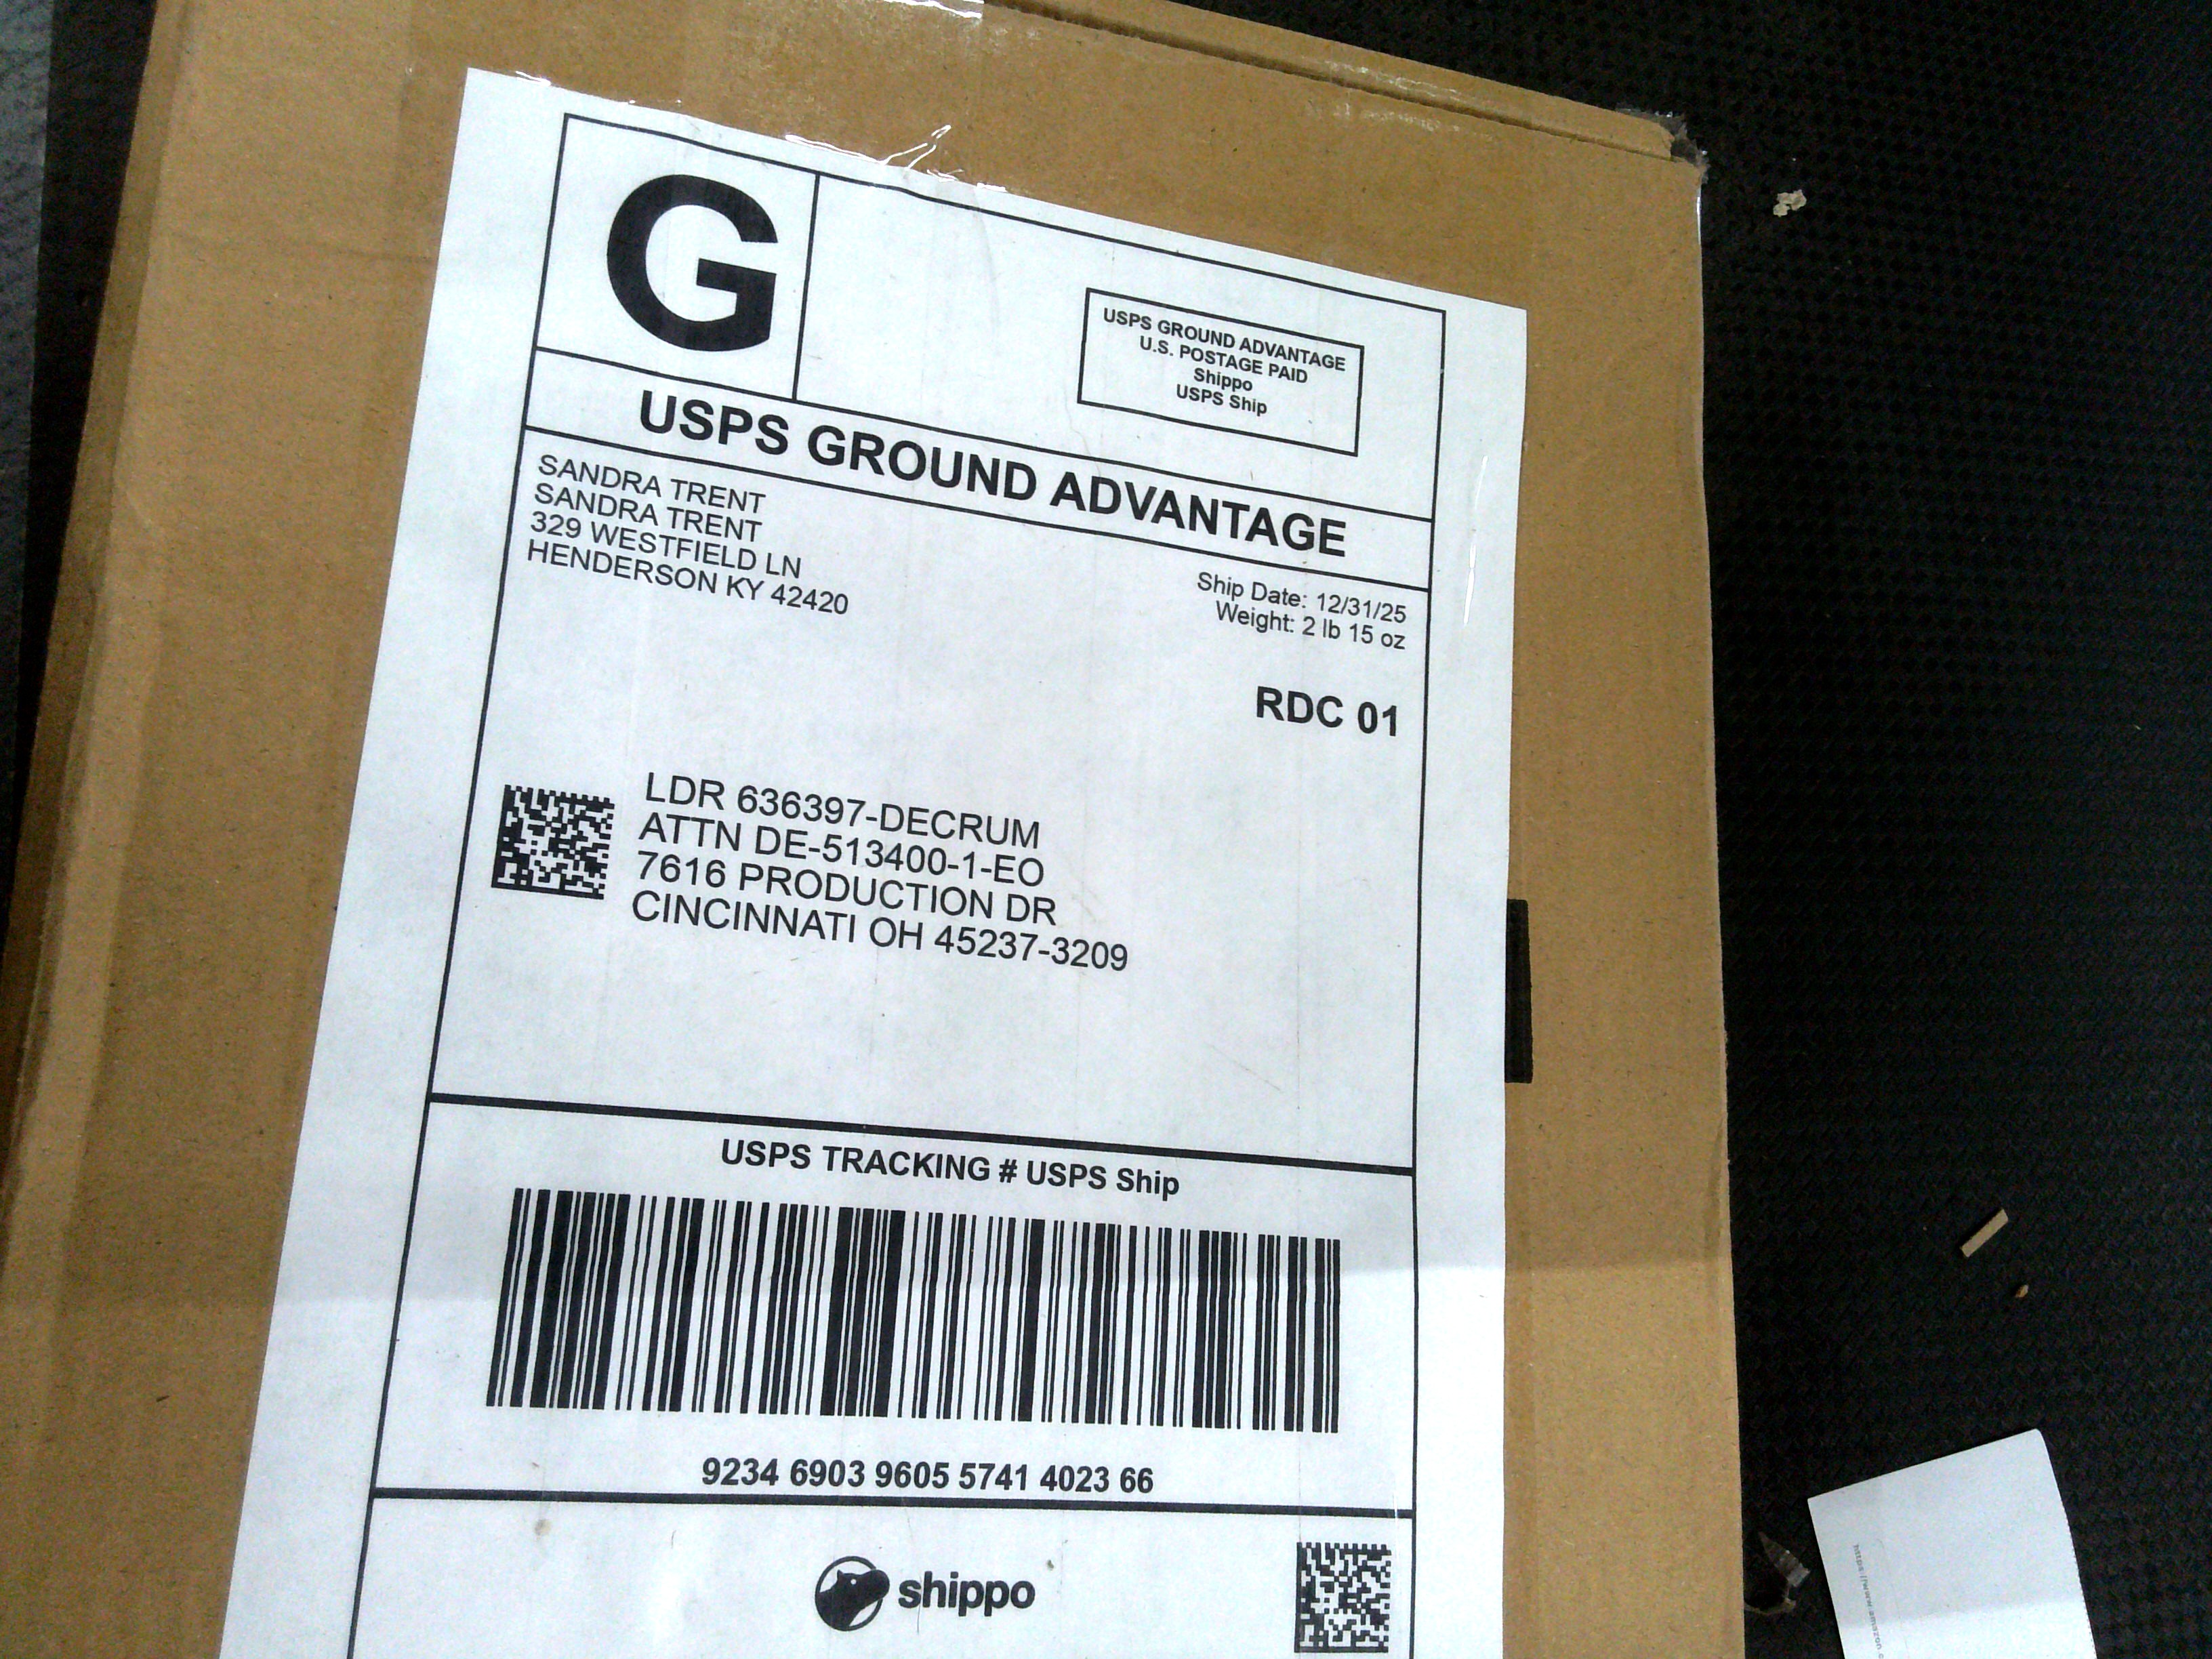 G
USPS GROUND ADVANTAGE
U.S. POSTAGE PAID
Shippo
USPS Ship
USPS GROUND ADVANTAGE
SANDRA TRENT
SANDRA TRENT
329 WESTFIELD LN
HENDERSON KY 42420
Ship Date: 12/31/25
Weight: 2 lb 15 oz
RDC 01
LDR 636397-DECRUM
ATTN DE-513400-1-EO
7616 PRODUCTION DR
CINCINNATI OH 45237-3209
USPS TRACKING # USPS Ship
9234 6903 9605 5741 4023 66
shippo